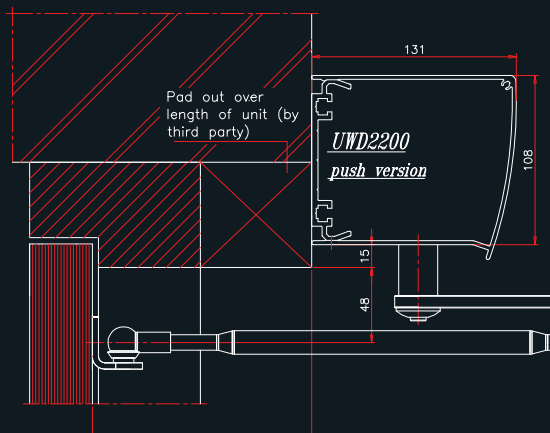 131
Pad out over
length of unit (by
third party)
UWD2200
push version
108
15
48